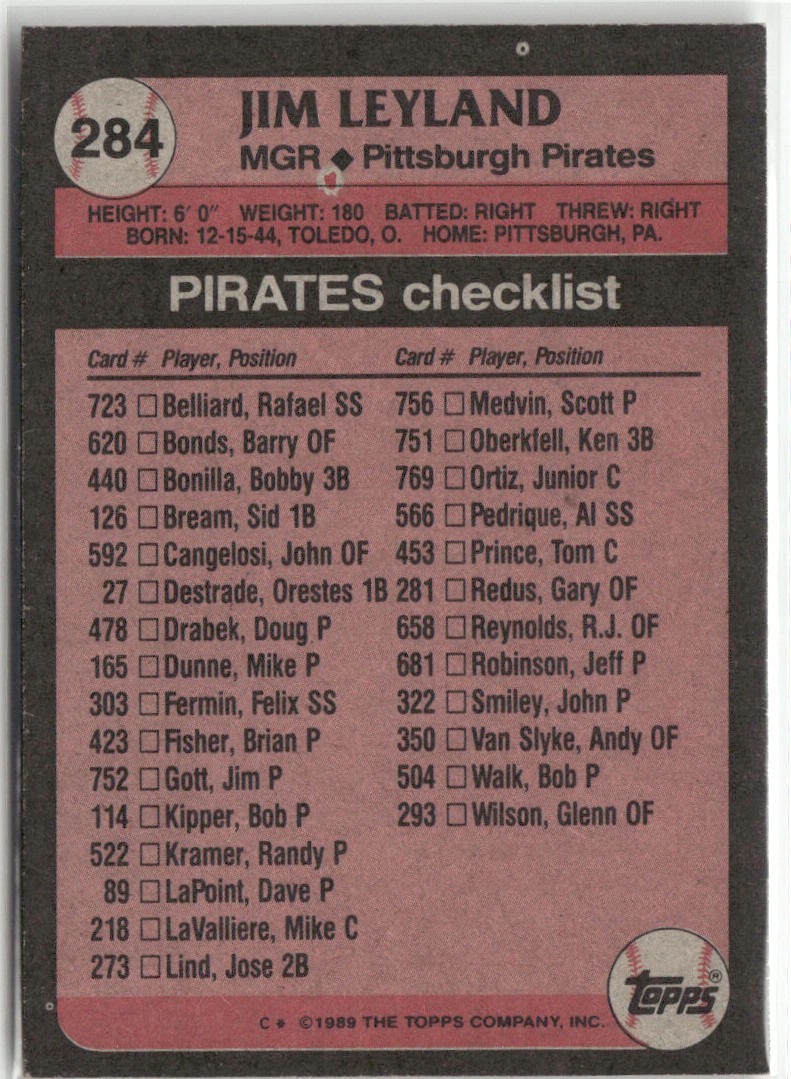 284
JIM LEYLAND
MGR ◆ Pittsburgh Pirates
HEIGHT: 6' 0" WEIGHT: 180 BATTED: RIGHT THREW: RIGHT
BORN: 12-15-44, TOLEDO, O. HOME: PITTSBURGH, PA.
PIRATES checklist
Card # Player, Position
723 □ Belliard, Rafael SS
620 □ Bonds, Barry OF
440 □ Bonilla, Bobby 3B
126 □ Bream, Sid 1B
592 □ Cangelosi, John OF
27 □ Destrade, Orestes 1B
478 □ Drabek, Doug P
165 □ Dunne, Mike P
303 □ Fermin, Felix SS
423 □ Fisher, Brian P
752 □ Gott, Jim P
114 □ Kipper, Bob P
522 □ Kramer, Randy P
89 □ LaPoint, Dave P
218 □ LaValliere, Mike C
273 □ Lind, Jose 2B
Card # Player, Position
756 □ Medvin, Scott P
751 □ Oberkfell, Ken 3B
769 □ Ortiz, Junior C
566 □ Pedrique, Al SS
453 □ Prince, Tom C
281 □ Redus, Gary OF
658 □ Reynolds, R.J. OF
681 □ Robinson, Jeff P
322 □ Smiley, John P
350 □ Van Slyke, Andy OF
504 □ Walk, Bob P
293 □ Wilson, Glenn OF
topps®
C * ©1989 THE TOPPS COMPANY, INC.